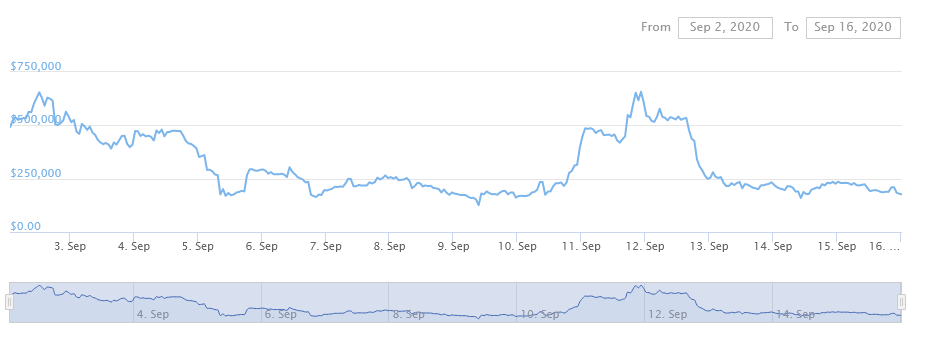 From Sep 2, 2020 To Sep 16, 2020
$750,000
$500,000
$250,000
$0.00
3. Sep 4. Sep 5. Sep 6. Sep 7. Sep 8. Sep 9. Sep 10. Sep 11. Sep 12. Sep 13. Sep 14. Sep 15. Sep 16. ...
4. Sep 6. Sep 8. Sep 10. Sep 12. Sep 14. Sep